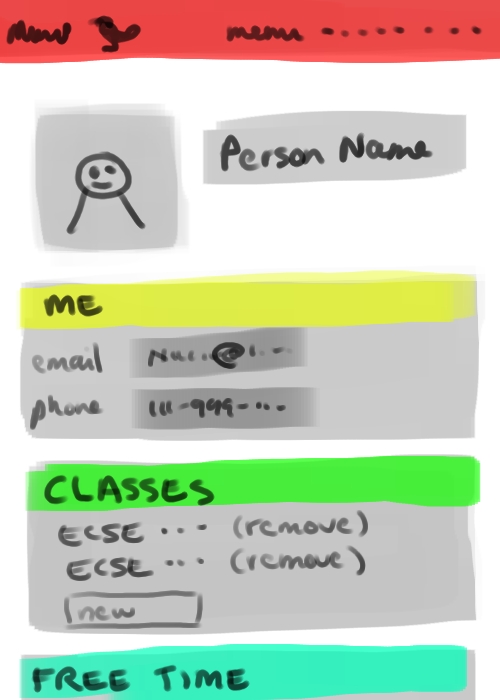 menu
Person Name
ME
email
phone 111-999-...
CLASSES
ECSE ... (remove)
ECSE ... (remove)
new
FREE TIME